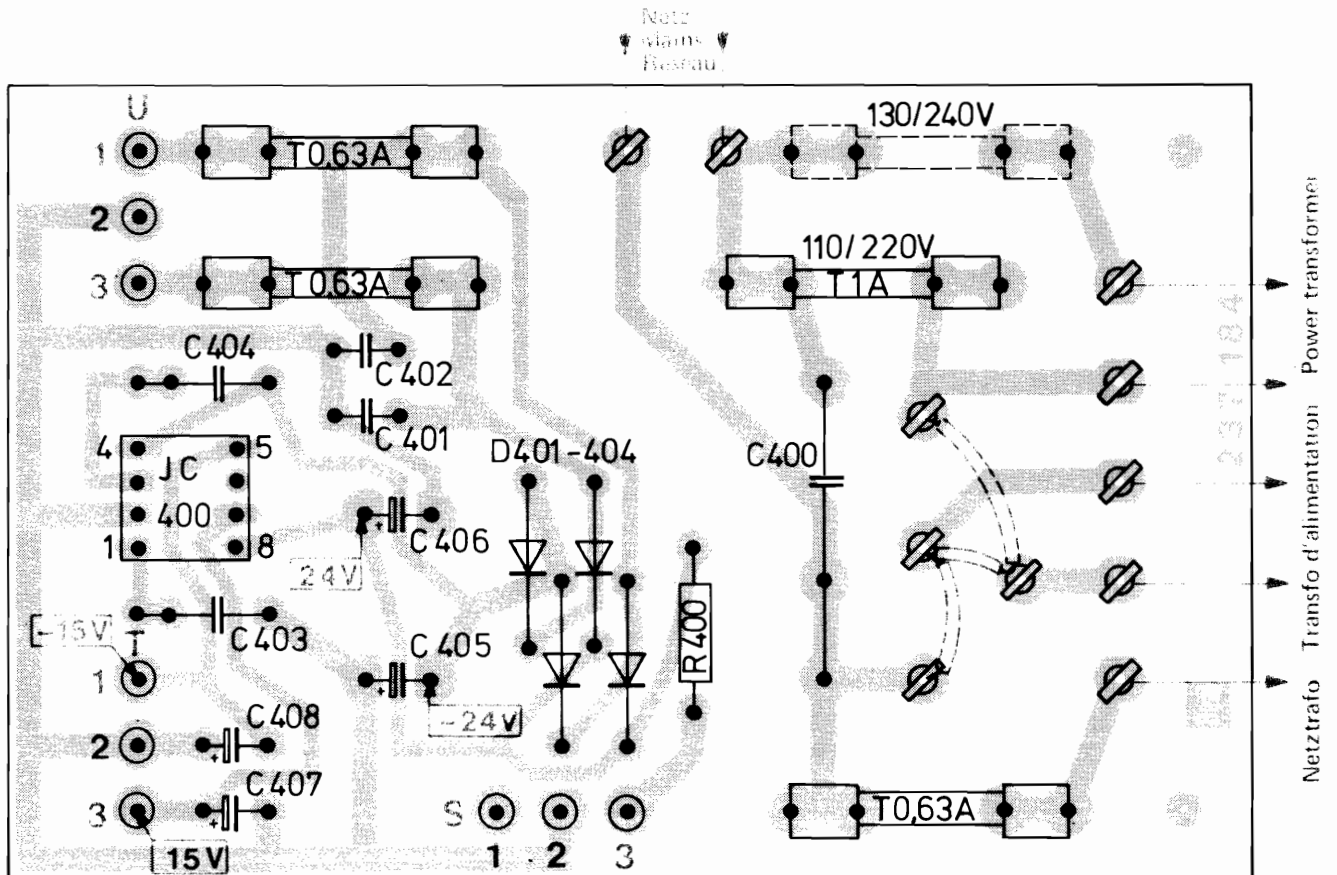 Netz
Mains
Réseau
U
130/240V
1
T0,63A
2
110/220V
3
T0,63A
T1A
C404
C402
C401
D401-404
C400
4
5
JC
400
1
8
C406
24V
R400
C403
-15V
T
1
C405
-24V
2
C408
C407
3
15V
S
1
2
3
T0,63A
Netztrafo
Transfo d'alimentation
Power transformer